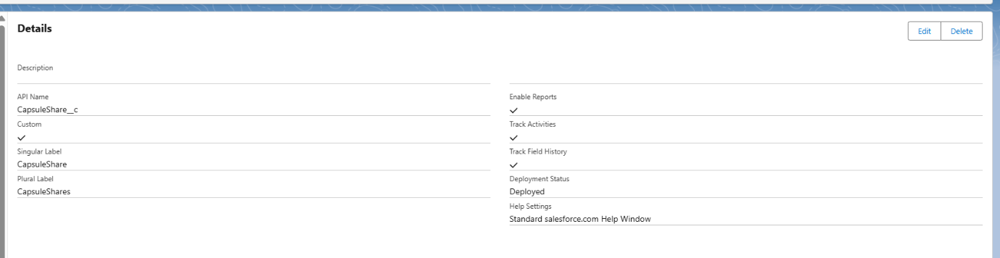 Details
Edit
Delete
Description
API Name
CapsuleShare__c
Custom
Singular Label
CapsuleShare
Plural Label
CapsuleShares
Enable Reports
Track Activities
Track Field History
Deployment Status
Deployed
Help Settings
Standard salesforce.com Help Window